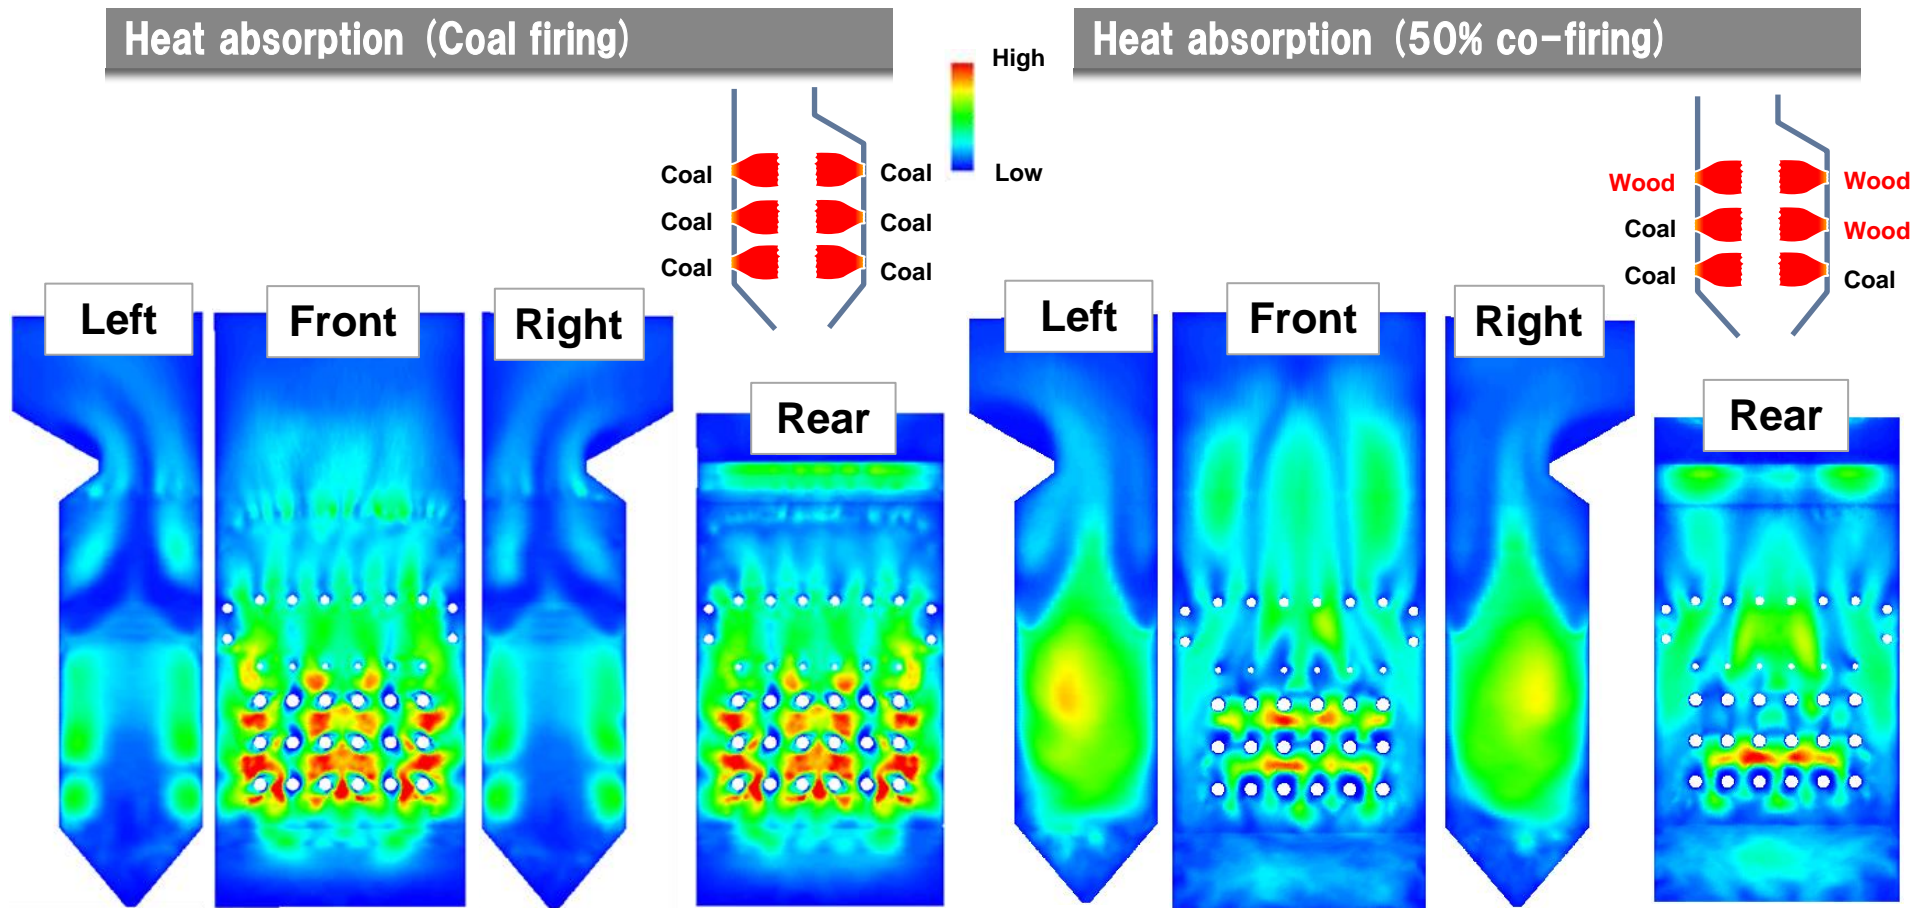 Heat absorption (Coal firing)
High
Low
Heat absorption (50% co-firing)
Coal
Coal
Coal
Coal
Coal
Coal
Wood
Wood
Coal
Wood
Coal
Coal
Left
Front
Right
Rear
Left
Front
Right
Rear